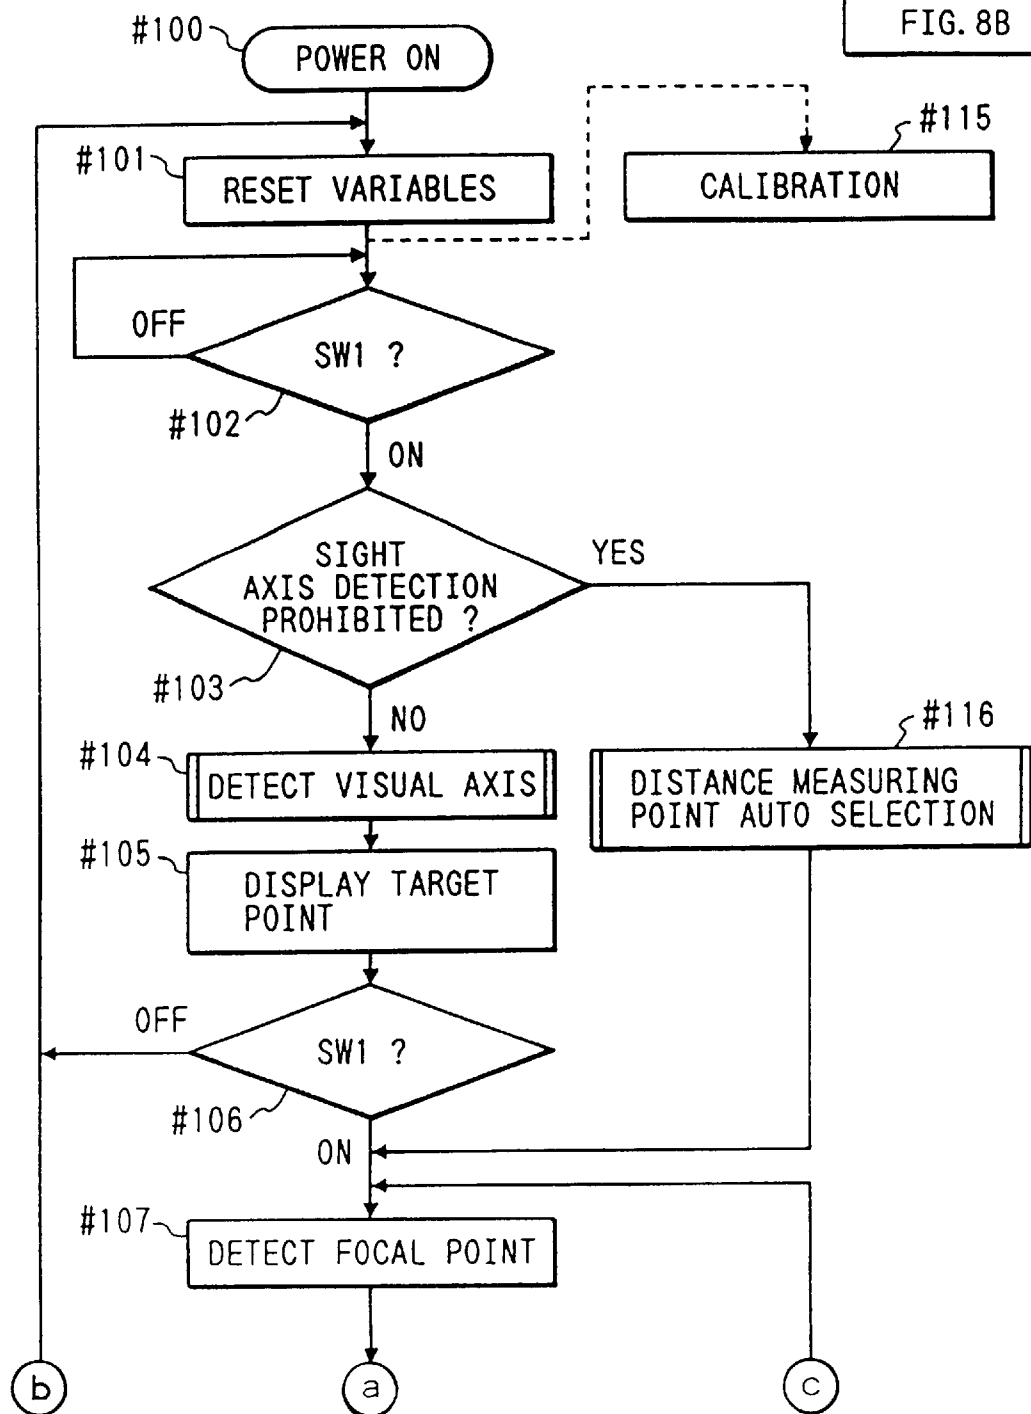 FIG. 8B
#100
POWER ON
#115
#101
RESET VARIABLES
CALIBRATION
OFF
SW1 ?
#102
ON
SIGHT
AXIS DETECTION
PROHIBITED ?
YES
#103
NO
#116
#104
DETECT VISUAL AXIS
DISTANCE MEASURING
POINT AUTO SELECTION
#105
DISPLAY TARGET
POINT
OFF
SW1 ?
#106
ON
#107
DETECT FOCAL POINT
b
a
c